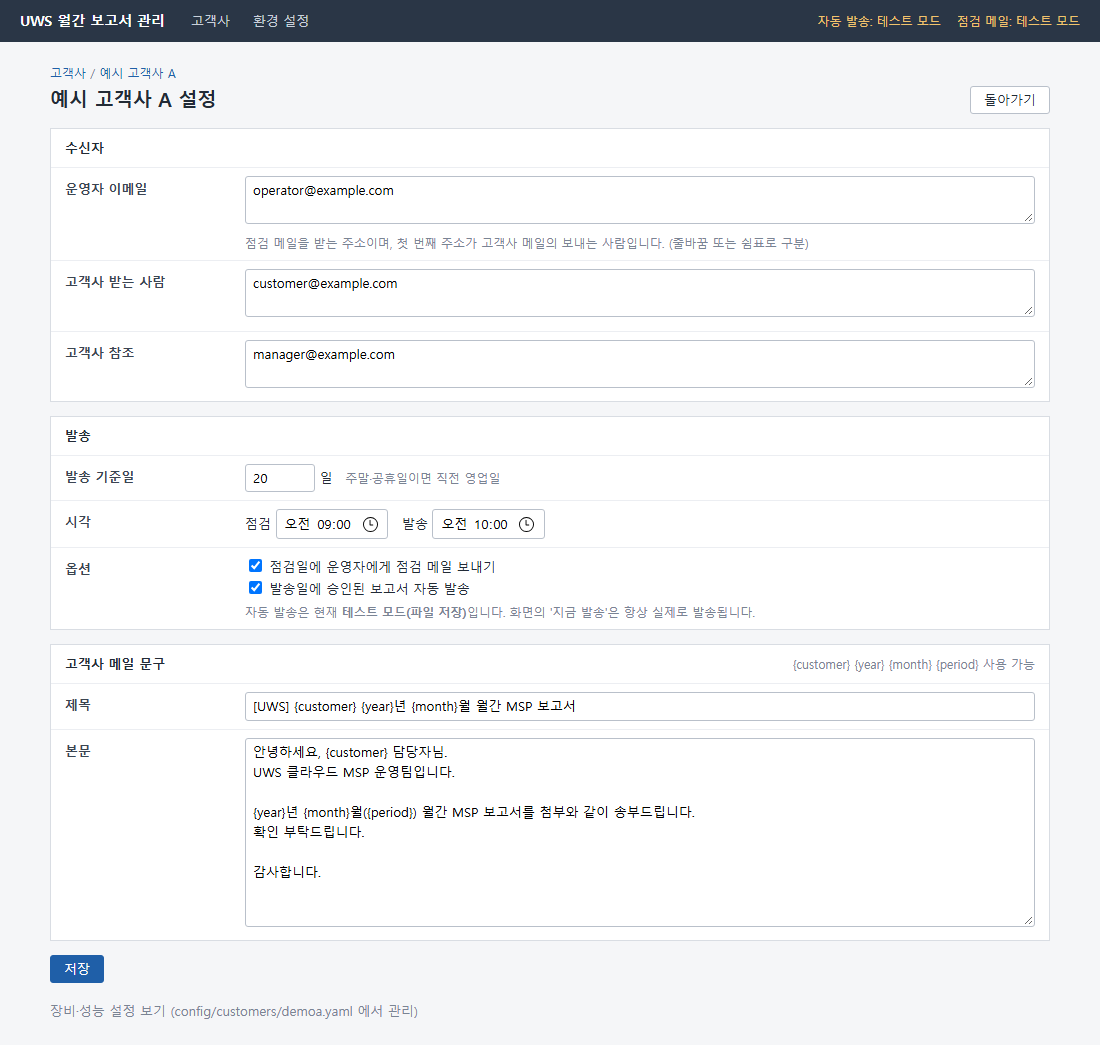 UWS 월간 보고서 관리 고객사 환경 설정 자동 발송: 테스트 모드 점검 메일: 테스트 모드
고객사 / 예시 고객사 A
예시 고객사 A 설정
돌아가기
수신자
운영자 이메일
operator@example.com
점검 메일을 받는 주소이며, 첫 번째 주소가 고객사 메일의 보내는 사람입니다. (줄바꿈 또는 쉼표로 구분)
고객사 받는 사람
customer@example.com
고객사 참조
manager@example.com
발송
발송 기준일
20 일 주말·공휴일이면 직전 영업일
시각
점검 오전 09:00 발송 오전 10:00
옵션
점검일에 운영자에게 점검 메일 보내기
발송일에 승인된 보고서 자동 발송
자동 발송은 현재 테스트 모드(파일 저장)입니다. 화면의 '지금 발송'은 항상 실제로 발송됩니다.
고객사 메일 문구
{customer} {year} {month} {period} 사용 가능
제목
[UWS] {customer} {year}년 {month}월 월간 MSP 보고서
본문
안녕하세요, {customer} 담당자님.
UWS 클라우드 MSP 운영팀입니다.
{year}년 {month}월({period}) 월간 MSP 보고서를 첨부와 같이 송부드립니다.
확인 부탁드립니다.
감사합니다.
저장
장비·성능 설정 보기 (config/customers/demoa.yaml 에서 관리)